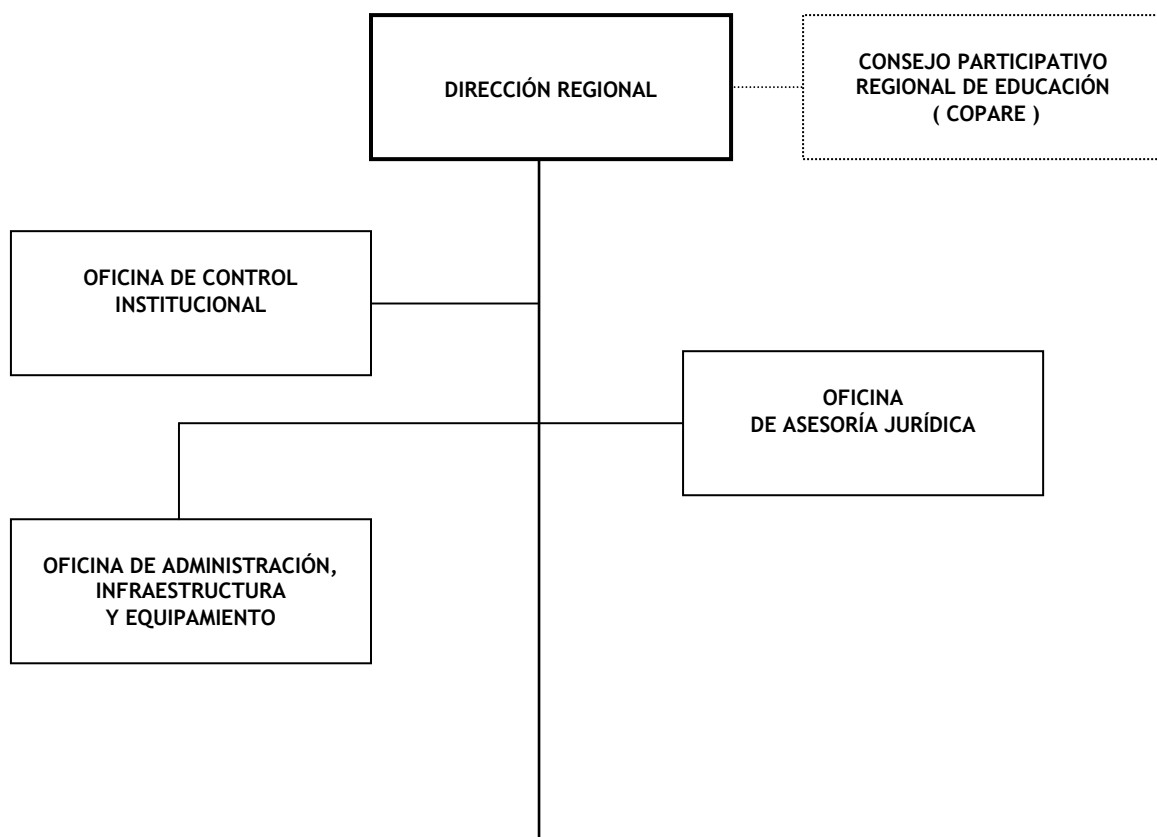 DIRECCIÓN REGIONAL
CONSEJO PARTICIPATIVO
REGIONAL DE EDUCACIÓN
( COPARE )
OFICINA DE CONTROL
INSTITUCIONAL
OFICINA
DE ASESORÍA JURÍDICA
OFICINA DE ADMINISTRACIÓN,
INFRAESTRUCTURA
Y EQUIPAMIENTO